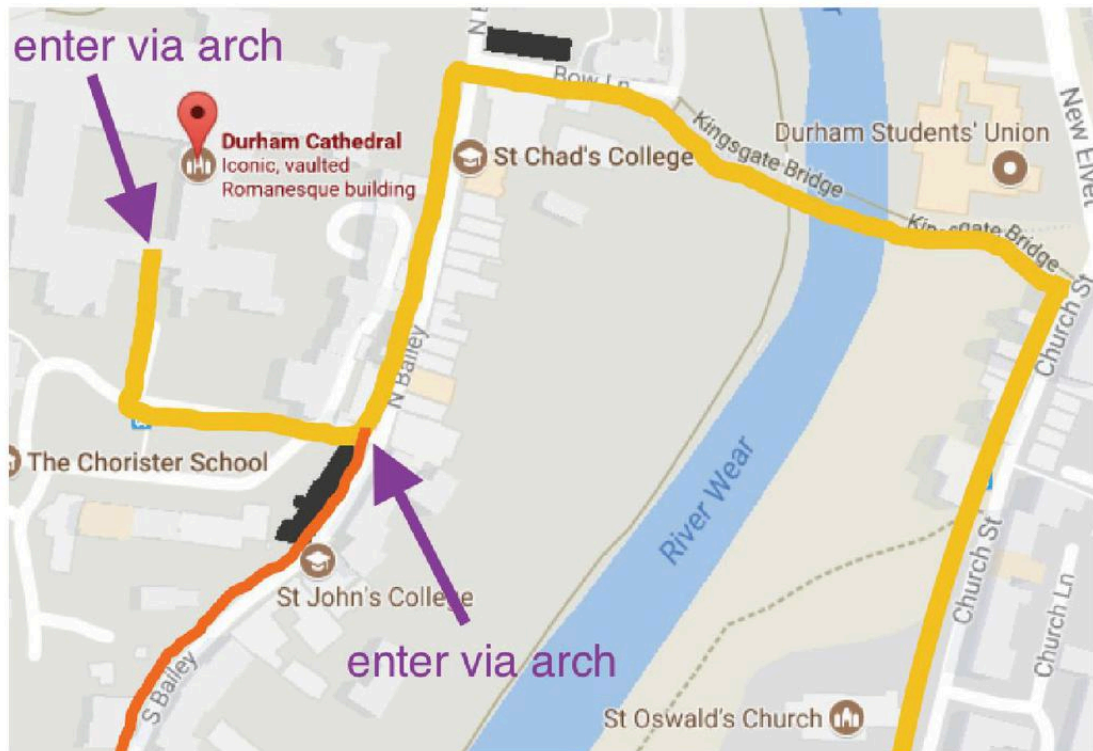 enter via arch
N B
Bow Ln
Durham Cathedral
Iconic, vaulted
Romanesque building
St Chad's College
Kingsgate Bridge
Durham Students' Union
New Elvet
Kingsgate Bridge
Church St
N Bailey
The Chorister School
River Wear
St John's College
Church St
Church Ln
enter via arch
S Bailey
St Oswald's Church